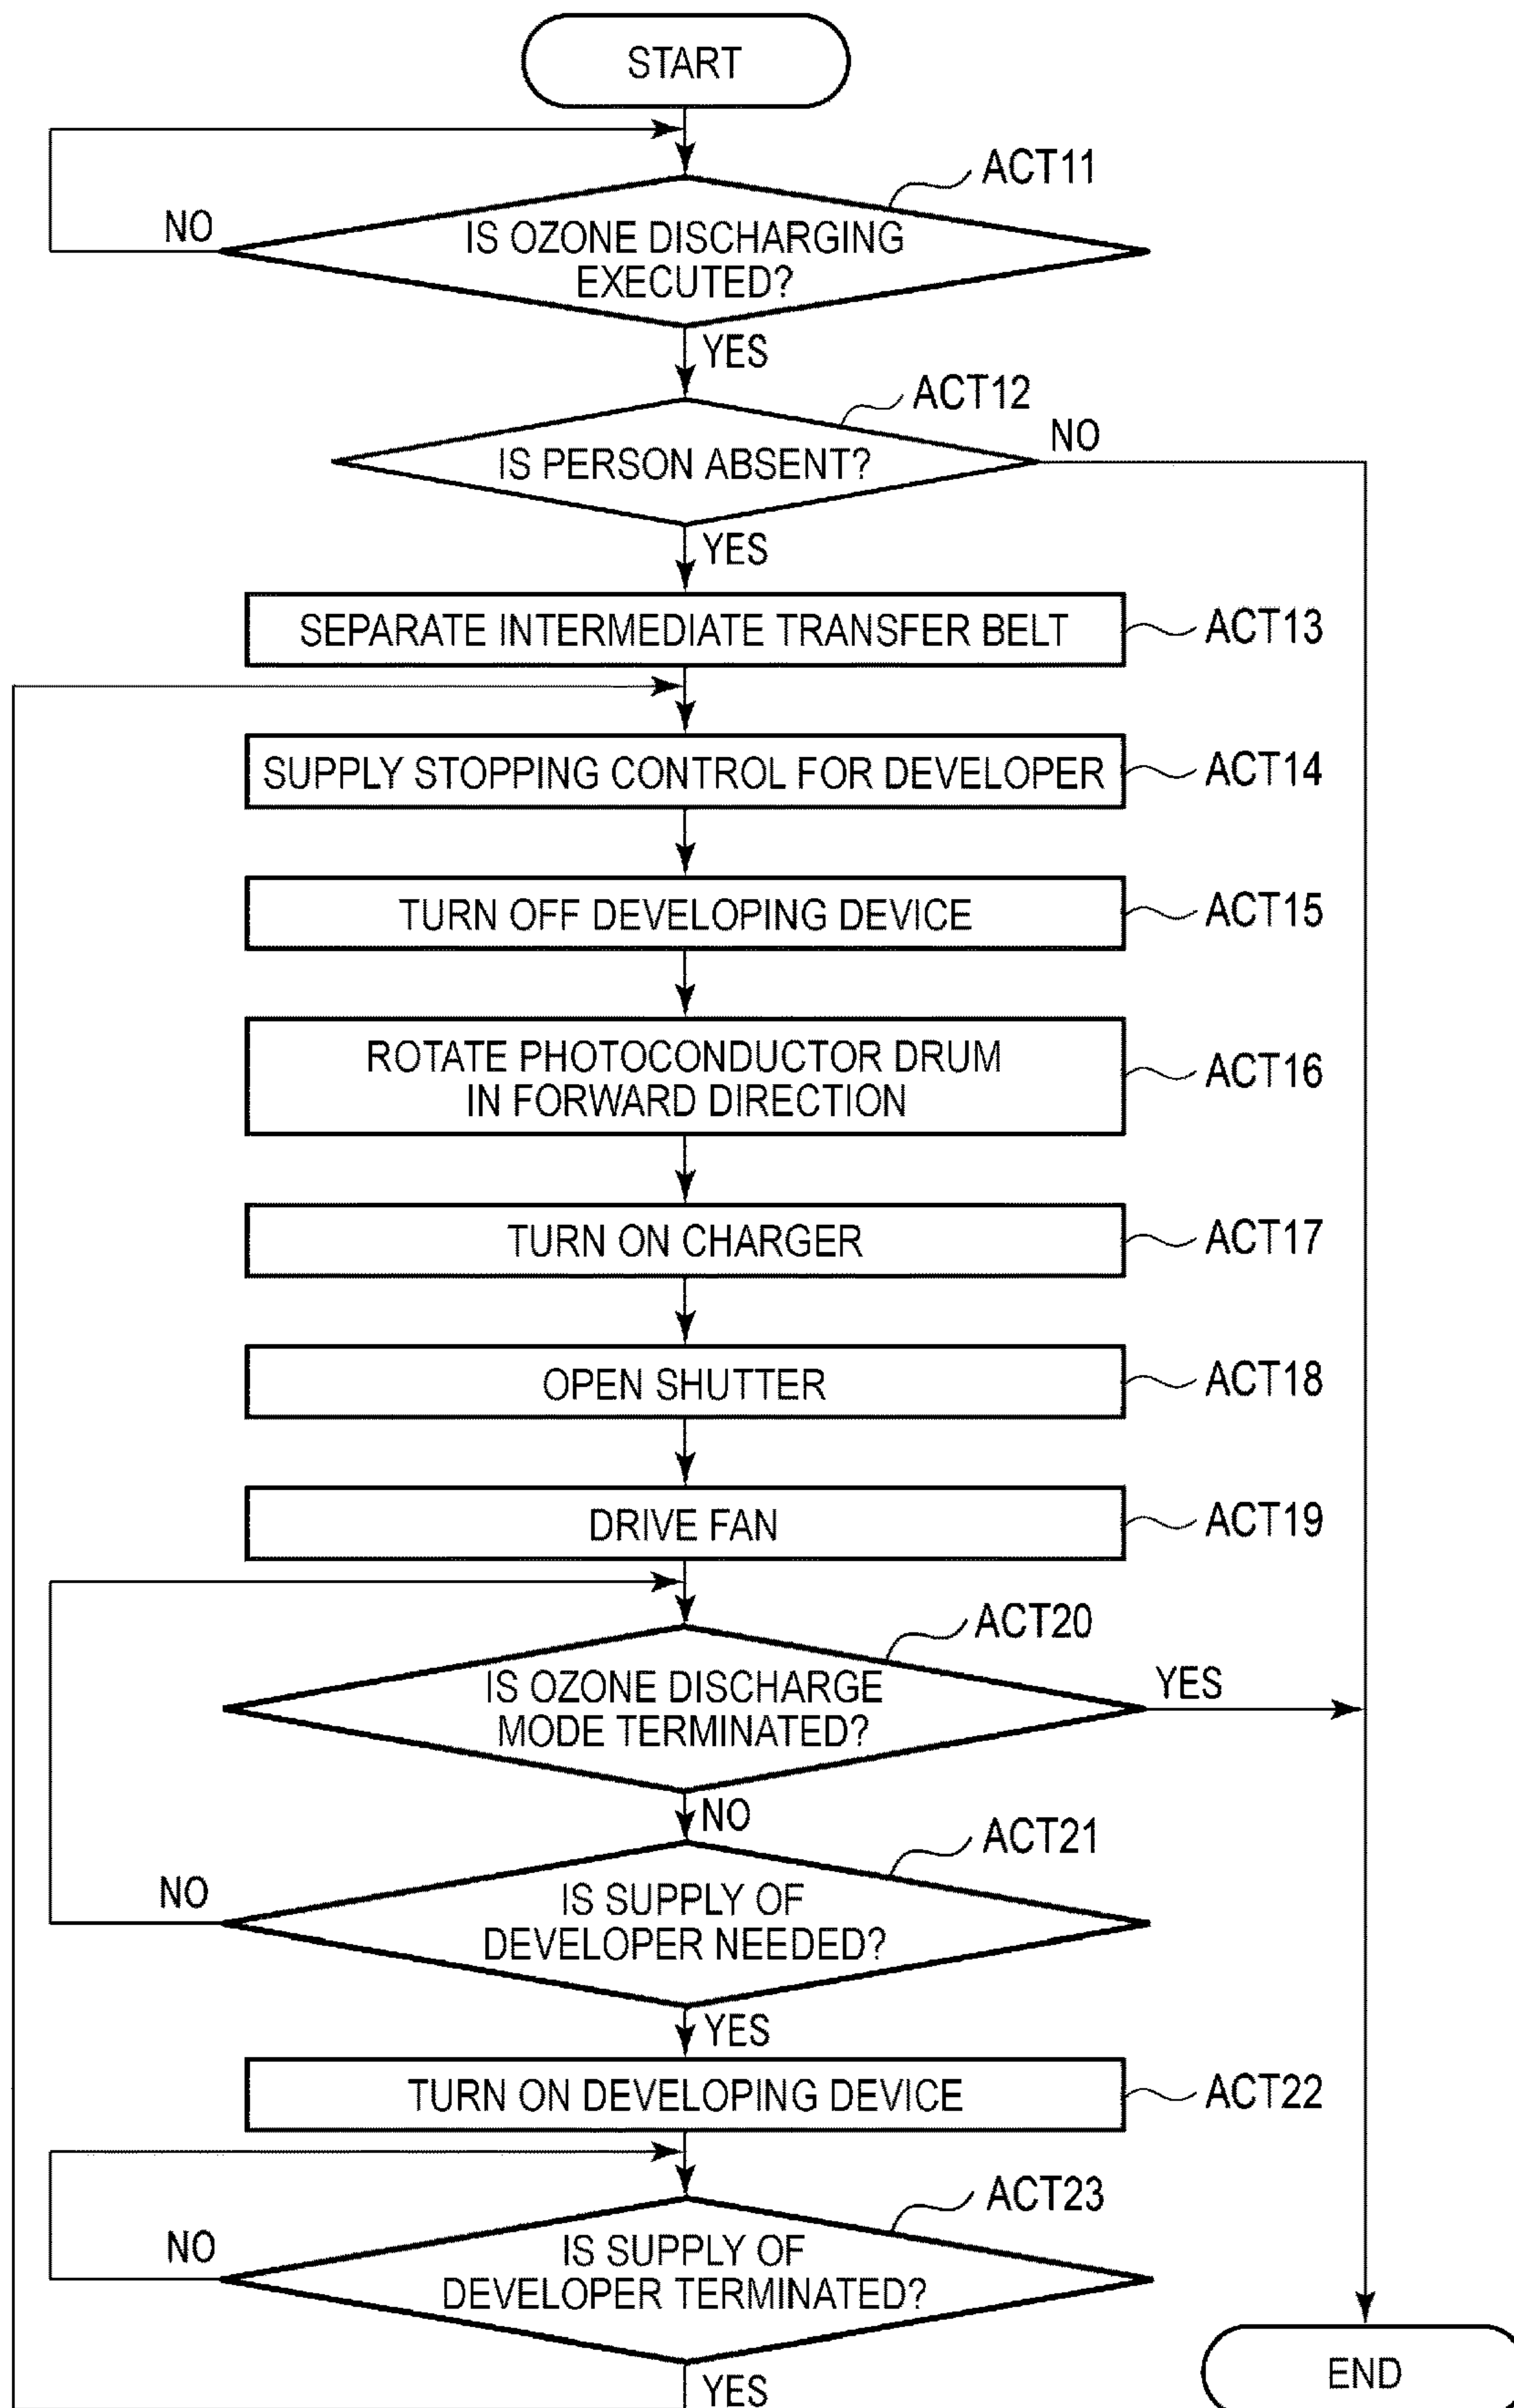 START
ACT11
NO
IS OZONE DISCHARGING
EXECUTED?
YES
ACT12
NO
IS PERSON ABSENT?
YES
SEPARATE INTERMEDIATE TRANSFER BELT
ACT13
SUPPLY STOPPING CONTROL FOR DEVELOPER
ACT14
TURN OFF DEVELOPING DEVICE
ACT15
ROTATE PHOTOCONDUCTOR DRUM
IN FORWARD DIRECTION
ACT16
TURN ON CHARGER
ACT17
OPEN SHUTTER
ACT18
DRIVE FAN
ACT19
ACT20
IS OZONE DISCHARGE
MODE TERMINATED?
YES
NO
ACT21
NO
IS SUPPLY OF
DEVELOPER NEEDED?
YES
TURN ON DEVELOPING DEVICE
ACT22
ACT23
NO
IS SUPPLY OF
DEVELOPER TERMINATED?
YES
END